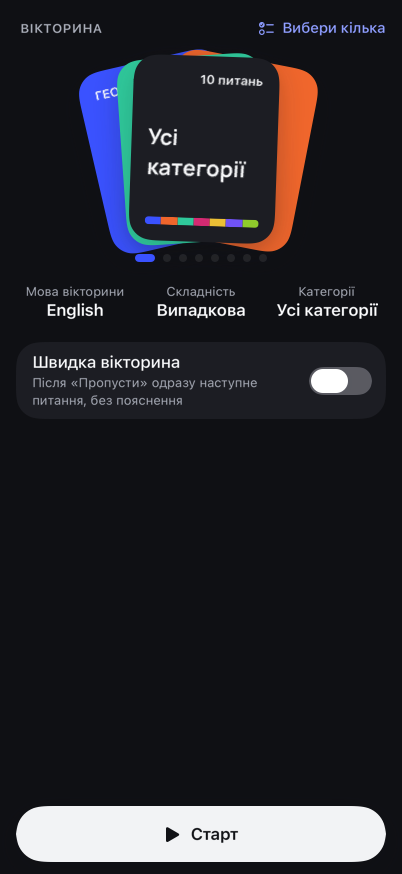 ВІКТОРИНА
Вибери кілька
10 питань
Усі
категорії
Мова вікторини
English
Складність
Випадкова
Категорії
Усі категорії
Швидка вікторина
Після «Пропусти» одразу наступне
питання, без пояснення
Старт